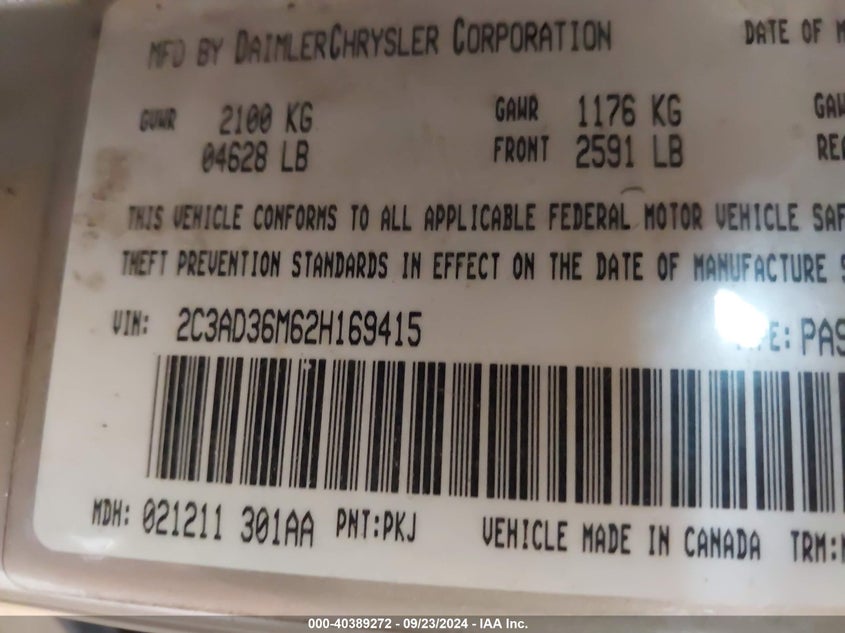 MFD BY DAIMLERCHRYSLER CORPORATION DATE OF M
GVWR 2100 KG GAWR 1176 KG GAW
04628 LB FRONT 2591 LB REA
THIS VEHICLE CONFORMS TO ALL APPLICABLE FEDERAL MOTOR VEHICLE SAF
THEFT PREVENTION STANDARDS IN EFFECT ON THE DATE OF MANUFACTURE S
VIN: 2C3AD36M62H169415 PAS
MDH: 021211 301AA PNT:PKJ VEHICLE MADE IN CANADA TRM:
000-40389272 - 09/23/2024 - IAA Inc.